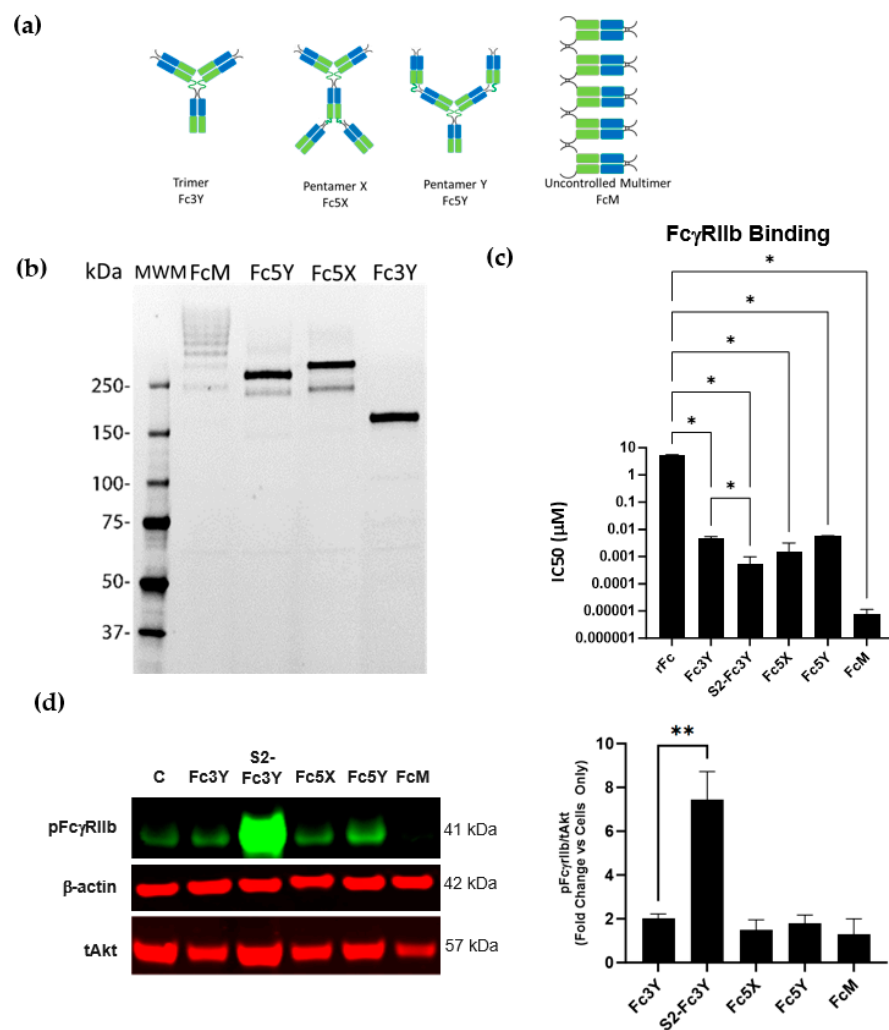 (a)
Trimer
Fc3Y
Pentamer X
Fc5X
Pentamer Y
Fc5Y
Uncontrolled Multimer
FcM
(b)
kDa MWM FcM Fc5Y Fc5X Fc3Y
250-
150-
100-
75-
50-
37-
(c)
FcγRIIb Binding
*
*
*
*
* *
IC50 (μM)
10
1
0.1
0.01
0.001
0.0001
0.00001
0.000001
rFc Fc3Y S2-Fc3Y Fc5X Fc5Y FcM
(d)
C Fc3Y S2-Fc3Y Fc5X Fc5Y FcM
pFcγRIIb 41 kDa
β-actin 42 kDa
tAkt 57 kDa
pFcγrIIb/tAkt
(Fold Change vs Cells Only)
10
8
6
4
2
0
**
Fc3Y S2-Fc3Y Fc5X Fc5Y FcM